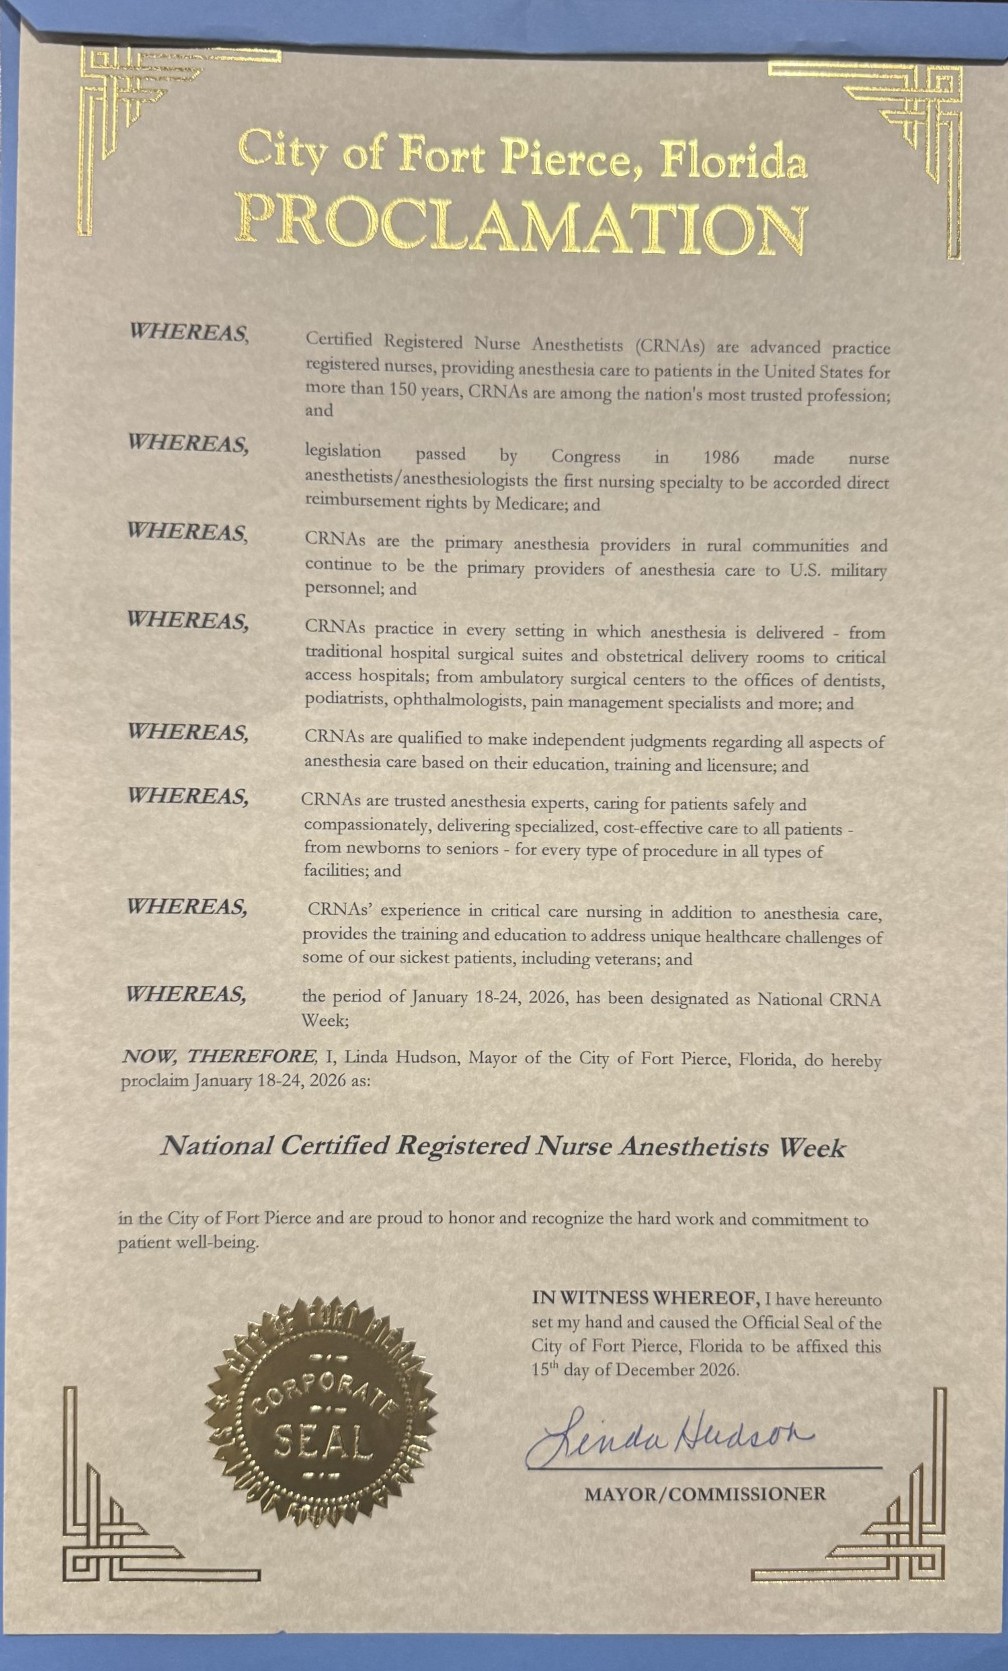 City of Fort Pierce, Florida
PROCLAMATION
WHEREAS, Certified Registered Nurse Anesthetists (CRNAs) are advanced practice
registered nurses, providing anesthesia care to patients in the United States for
more than 150 years, CRNAs are among the nation's most trusted profession;
and
WHEREAS, legislation passed by Congress in 1986 made nurse
anesthetists/anesthesiologists the first nursing specialty to be accorded direct
reimbursement rights by Medicare; and
WHEREAS, CRNAs are the primary anesthesia providers in rural communities and
continue to be the primary providers of anesthesia care to U.S. military
personnel; and
WHEREAS, CRNAs practice in every setting in which anesthesia is delivered - from
traditional hospital surgical suites and obstetrical delivery rooms to critical
access hospitals; from ambulatory surgical centers to the offices of dentists,
podiatrists, ophthalmologists, pain management specialists and more; and
WHEREAS, CRNAs are qualified to make independent judgments regarding all aspects of
anesthesia care based on their education, training and licensure; and
WHEREAS, CRNAs are trusted anesthesia experts, caring for patients safely and
compassionately, delivering specialized, cost-effective care to all patients -
from newborns to seniors - for every type of procedure in all types of
facilities; and
WHEREAS, CRNAs' experience in critical care nursing in addition to anesthesia care,
provides the training and education to address unique healthcare challenges of
some of our sickest patients, including veterans; and
WHEREAS, the period of January 18-24, 2026, has been designated as National CRNA
Week;
NOW, THEREFORE, I, Linda Hudson, Mayor of the City of Fort Pierce, Florida, do hereby
proclaim January 18-24, 2026 as:
National Certified Registered Nurse Anesthetists Week
in the City of Fort Pierce and are proud to honor and recognize the hard work and commitment to
patient well-being.
IN WITNESS WHEREOF, I have hereunto
set my hand and caused the Official Seal of the
City of Fort Pierce, Florida to be affixed this
15th day of December 2026.
Linda Hudson
MAYOR/COMMISSIONER
CITY OF FORT PIERCE
CORPORATE
SEAL
ST. LUCIE COUNTY FLORIDA